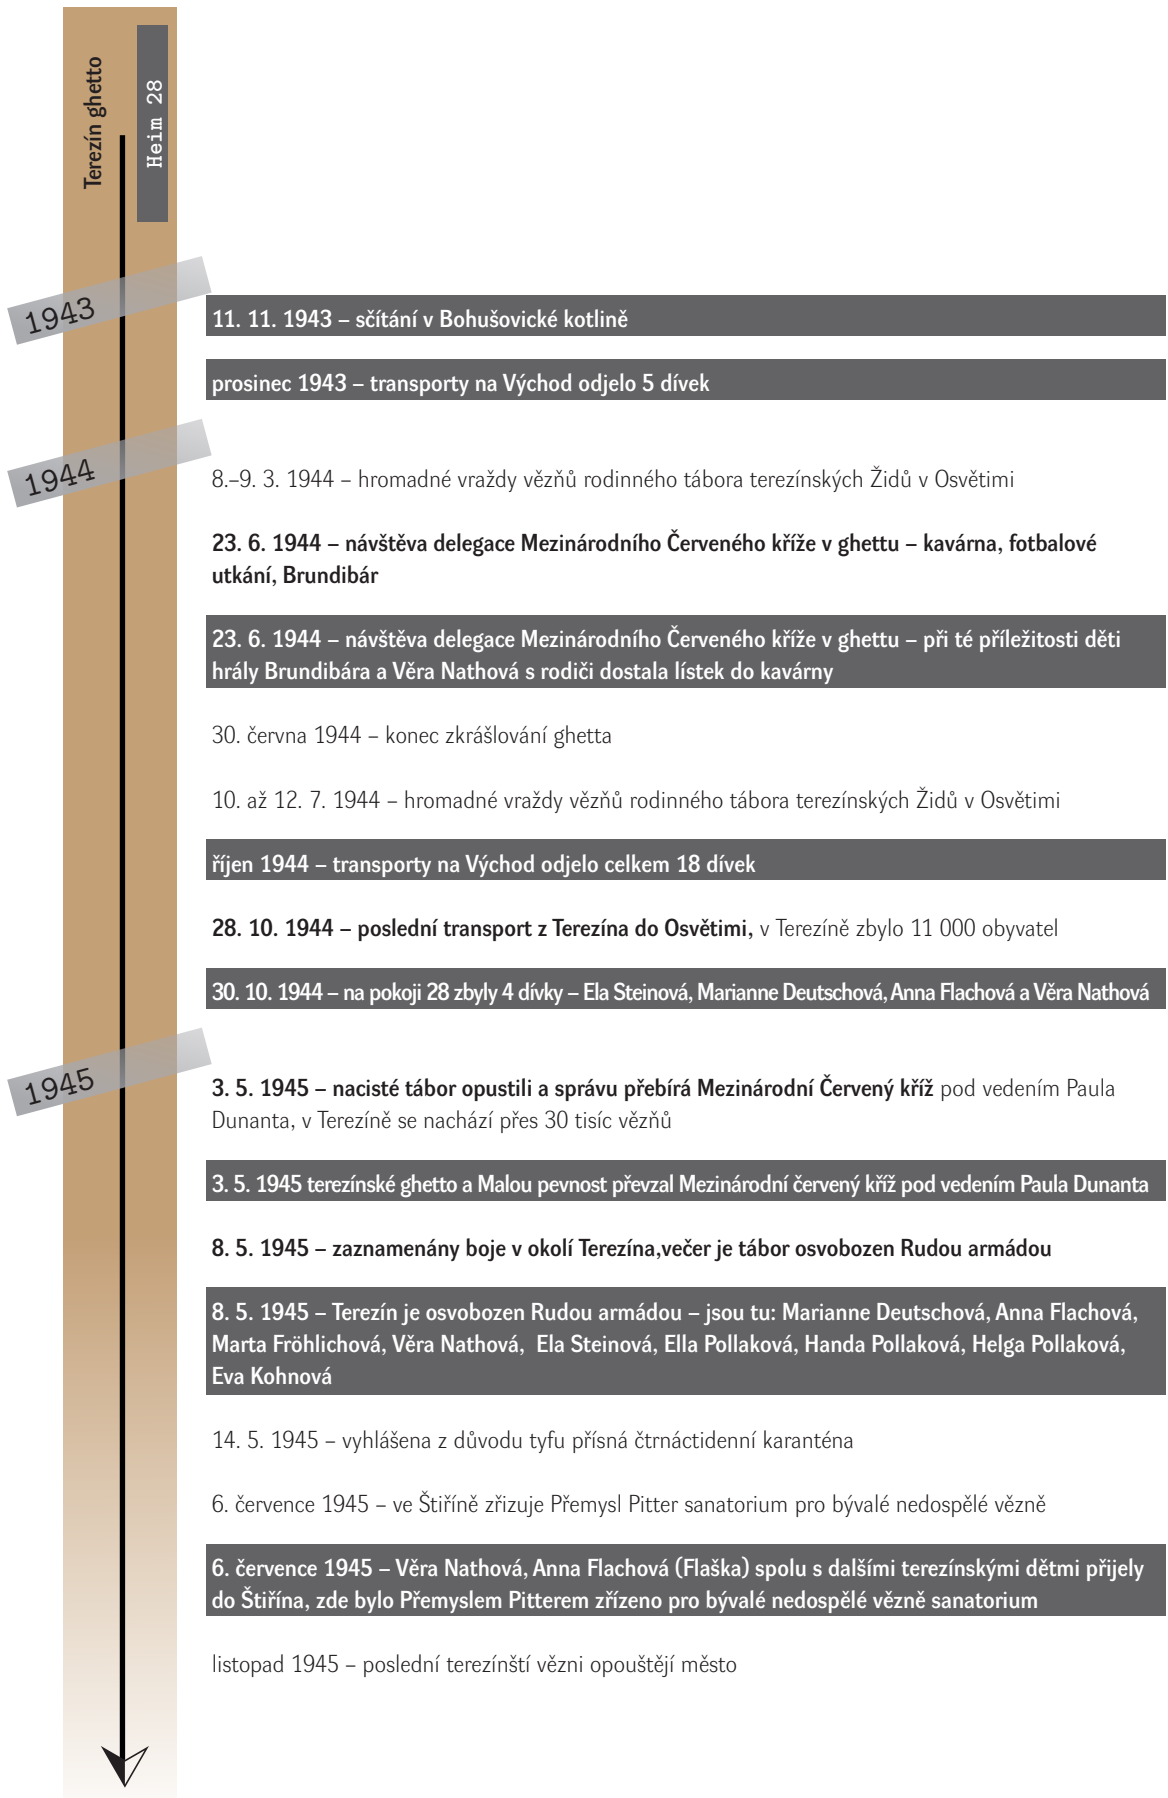 Terezín ghetto
Heim 28
1943
11. 11. 1943 – sčítání v Bohušovické kotlině
prosinec 1943 – transporty na Východ odjelo 5 dívek
1944
8.–9. 3. 1944 – hromadné vraždy vězňů rodinného tábora terezínských Židů v Osvětimi
23. 6. 1944 – návštěva delegace Mezinárodního Červeného kříže v ghettu – kavárna, fotbalové
utkání, Brundibár
23. 6. 1944 – návštěva delegace Mezinárodního Červeného kříže v ghettu – při té příležitosti děti
hrály Brundibára a Věra Nathová s rodiči dostala lístek do kavárny
30. června 1944 – konec zkrášlování ghetta
10. až 12. 7. 1944 – hromadné vraždy vězňů rodinného tábora terezínských Židů v Osvětimi
říjen 1944 – transporty na Východ odjelo celkem 18 dívek
28. 10. 1944 – poslední transport z Terezína do Osvětimi, v Terezíně zbylo 11 000 obyvatel
30. 10. 1944 – na pokoji 28 zbyly 4 dívky – Ela Steinová, Marianne Deutschová, Anna Flachová a Věra Nathová
1945
3. 5. 1945 – nacisté tábor opustili a správu přebírá Mezinárodní Červený kříž pod vedením Paula
Dunanta, v Terezíně se nachází přes 30 tisíc vězňů
3. 5. 1945 terezínské ghetto a Malou pevnost převzal Mezinárodní červený kříž pod vedením Paula Dunanta
8. 5. 1945 – zaznamenány boje v okolí Terezína,večer je tábor osvobozen Rudou armádou
8. 5. 1945 – Terezín je osvobozen Rudou armádou – jsou tu: Marianne Deutschová, Anna Flachová,
Marta Fröhlichová, Věra Nathová, Ela Steinová, Ella Pollaková, Handa Pollaková, Helga Pollaková,
Eva Kohnová
14. 5. 1945 – vyhlášena z důvodu tyfu přísná čtrnáctidenní karanténa
6. července 1945 – ve Štiříně zřizuje Přemysl Pitter sanatorium pro bývalé nedospělé vězně
6. července 1945 – Věra Nathová, Anna Flachová (Flaška) spolu s dalšími terezínskými dětmi přijely
do Štiřína, zde bylo Přemyslem Pitterem zřízeno pro bývalé nedospělé vězně sanatorium
listopad 1945 – poslední terezínští vězni opouštějí město